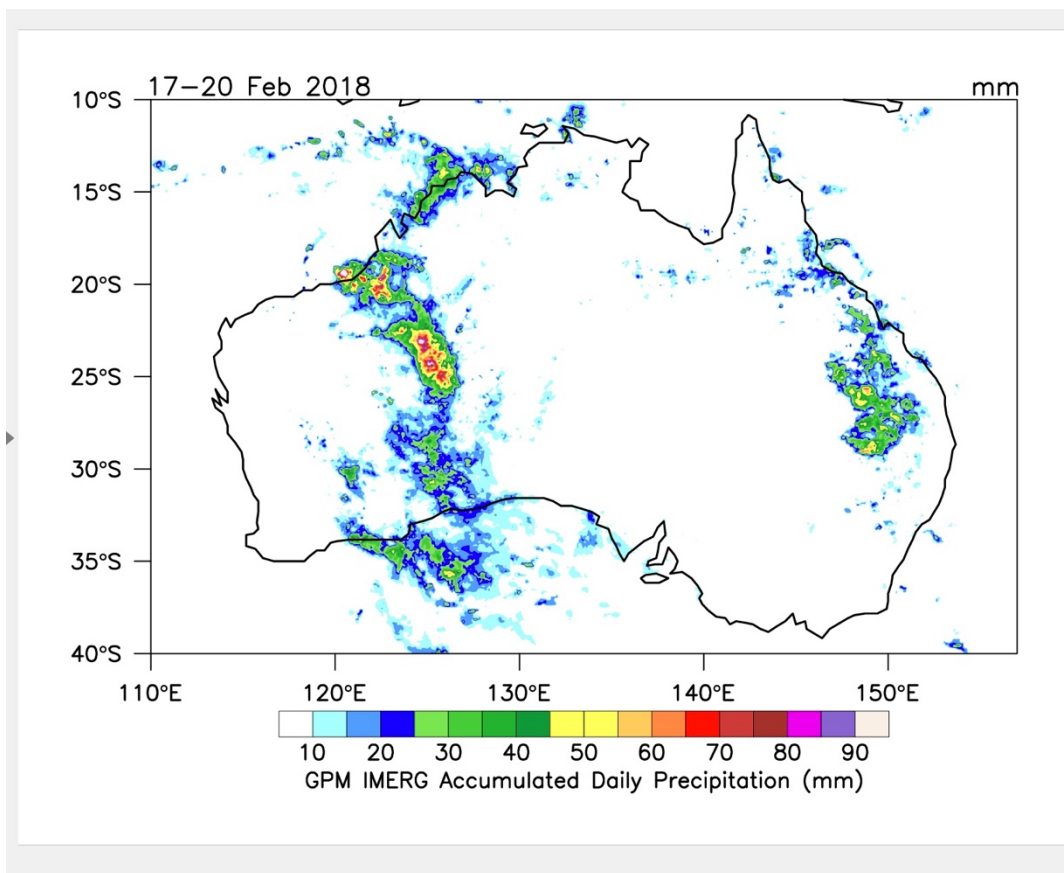 17-20 Feb 2018 mm
10°S
15°S
20°S
25°S
30°S
35°S
40°S
110°E 120°E 130°E 140°E 150°E
10 20 30 40 50 60 70 80 90
GPM IMERG Accumulated Daily Precipitation (mm)